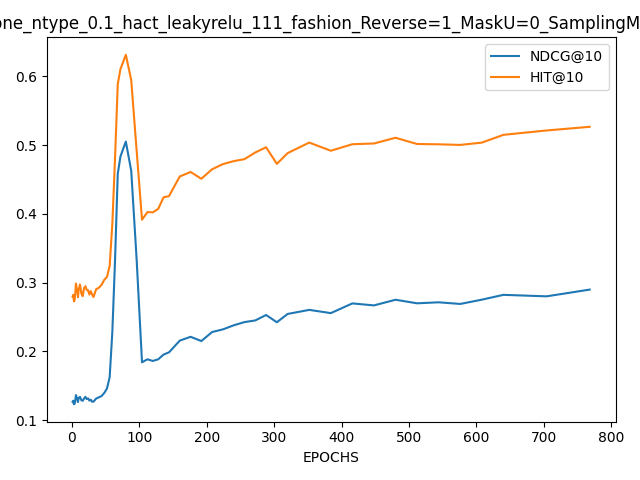 one_ntype_0.1_hact_leakyrelu_111_fashion_Reverse=1_MaskU=0_SamplingM
NDCG@10
HIT@10
0.6
0.5
0.4
0.3
0.2
0.1
0 100 200 300 400 500 600 700 800
EPOCHS